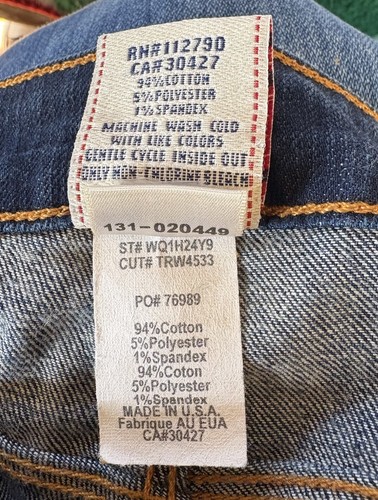 RN#112790
CA#30427
94%COTTON
5%POLYESTER
1%SPANDEX
MACHINE WASH COLD
WITH LIKE COLORS
GENTLE CYCLE INSIDE OUT
ONLY NON-CHLORINE BLEACH
131-020449
ST# WQ1H24Y9
CUT# TRW4533
PO# 76989
94%Cotton
5%Polyester
1%Spandex
94%Coton
5%Polyester
1%Spandex
MADE IN U.S.A.
Fabrique AU EUA
CA#30427